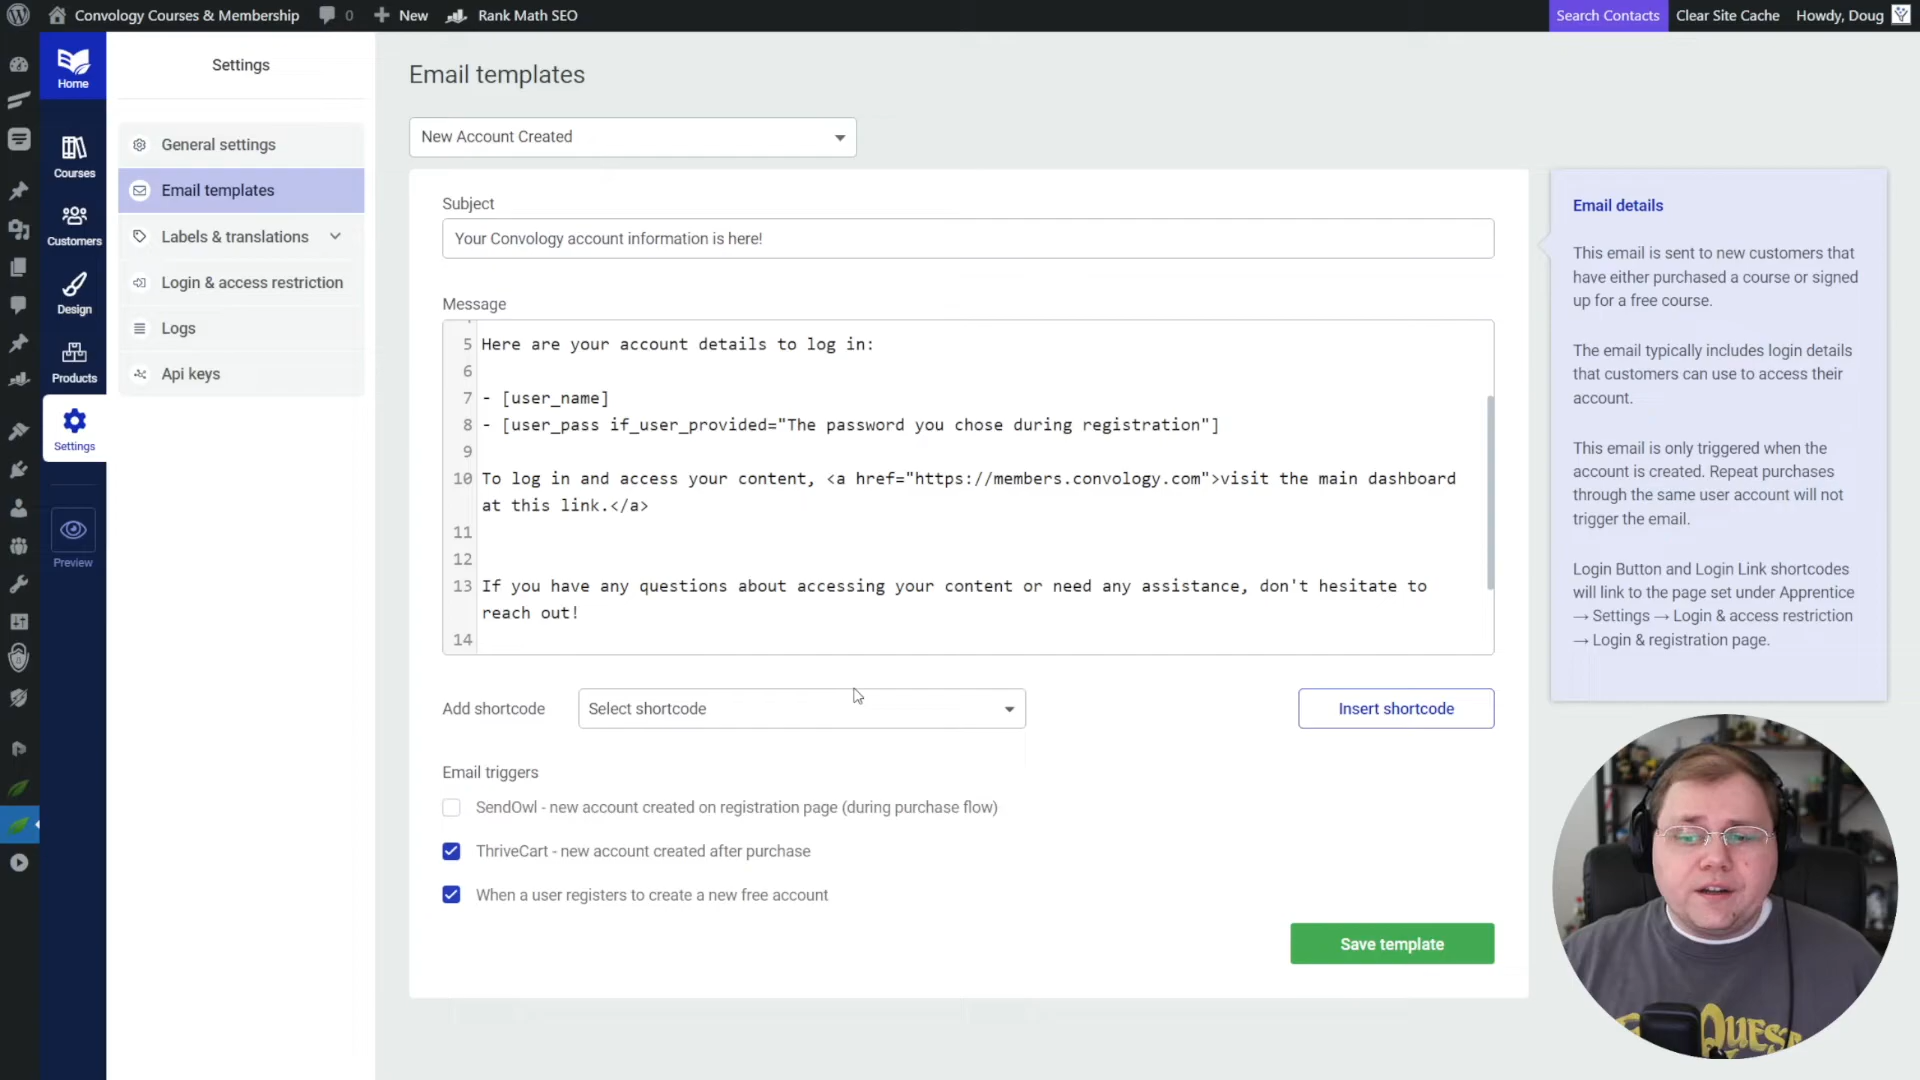 Convology Courses & Membership
0
New
Rank Math SEO
Search Contacts
Clear Site Cache
Howdy, Doug
Home
Courses
Customers
Design
Products
Settings
Preview
Settings
General settings
Email templates
Labels & translations
Login & access restriction
Logs
Api keys
Email templates
New Account Created
Subject
Your Convology account information is here!
Message
5 Here are your account details to log in:
6
7 - [user_name]
8 - [user_pass if_user_provided="The password you chose during registration"]
9
10 To log in and access your content, <a href="https://members.convology.com">visit the main dashboard
at this link.</a>
11
12
13 If you have any questions about accessing your content or need any assistance, don't hesitate to
reach out!
14
Add shortcode
Select shortcode
Insert shortcode
Email triggers
SendOwl - new account created on registration page (during purchase flow)
ThriveCart - new account created after purchase
When a user registers to create a new free account
Save template
Email details
This email is sent to new customers that
have either purchased a course or signed
up for a free course.
The email typically includes login details
that customers can use to access their
account.
This email is only triggered when the
account is created. Repeat purchases
through the same user account will not
trigger the email.
Login Button and Login Link shortcodes
will link to the page set under Apprentice
→ Settings → Login & access restriction
→ Login & registration page.